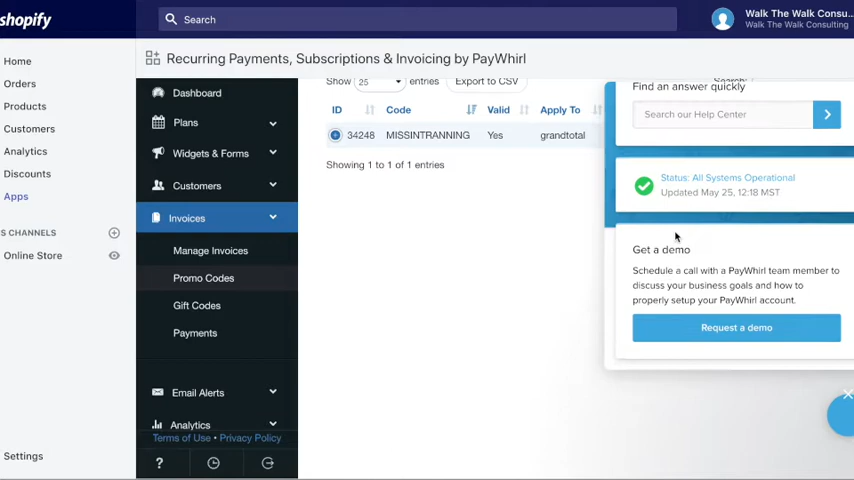 shopify
Search
Walk The Walk Consu...
Walk The Walk Consulting
Home
Orders
Products
Customers
Analytics
Discounts
Apps
S CHANNELS
Online Store
Settings
Recurring Payments, Subscriptions & Invoicing by PayWhirl
Dashboard
Plans
Widgets & Forms
Customers
Invoices
Manage Invoices
Promo Codes
Gift Codes
Payments
Email Alerts
Analytics
Terms of Use • Privacy Policy
?
Show 25 entries Export to CSV
ID Code Valid Apply To
34248 MISSINTRANNING Yes grandtotal
Showing 1 to 1 of 1 entries
Find an answer quickly
Search our Help Center
Status: All Systems Operational
Updated May 25, 12:18 MST
Get a demo
Schedule a call with a PayWhirl team member to
discuss your business goals and how to
properly setup your PayWhirl account.
Request a demo